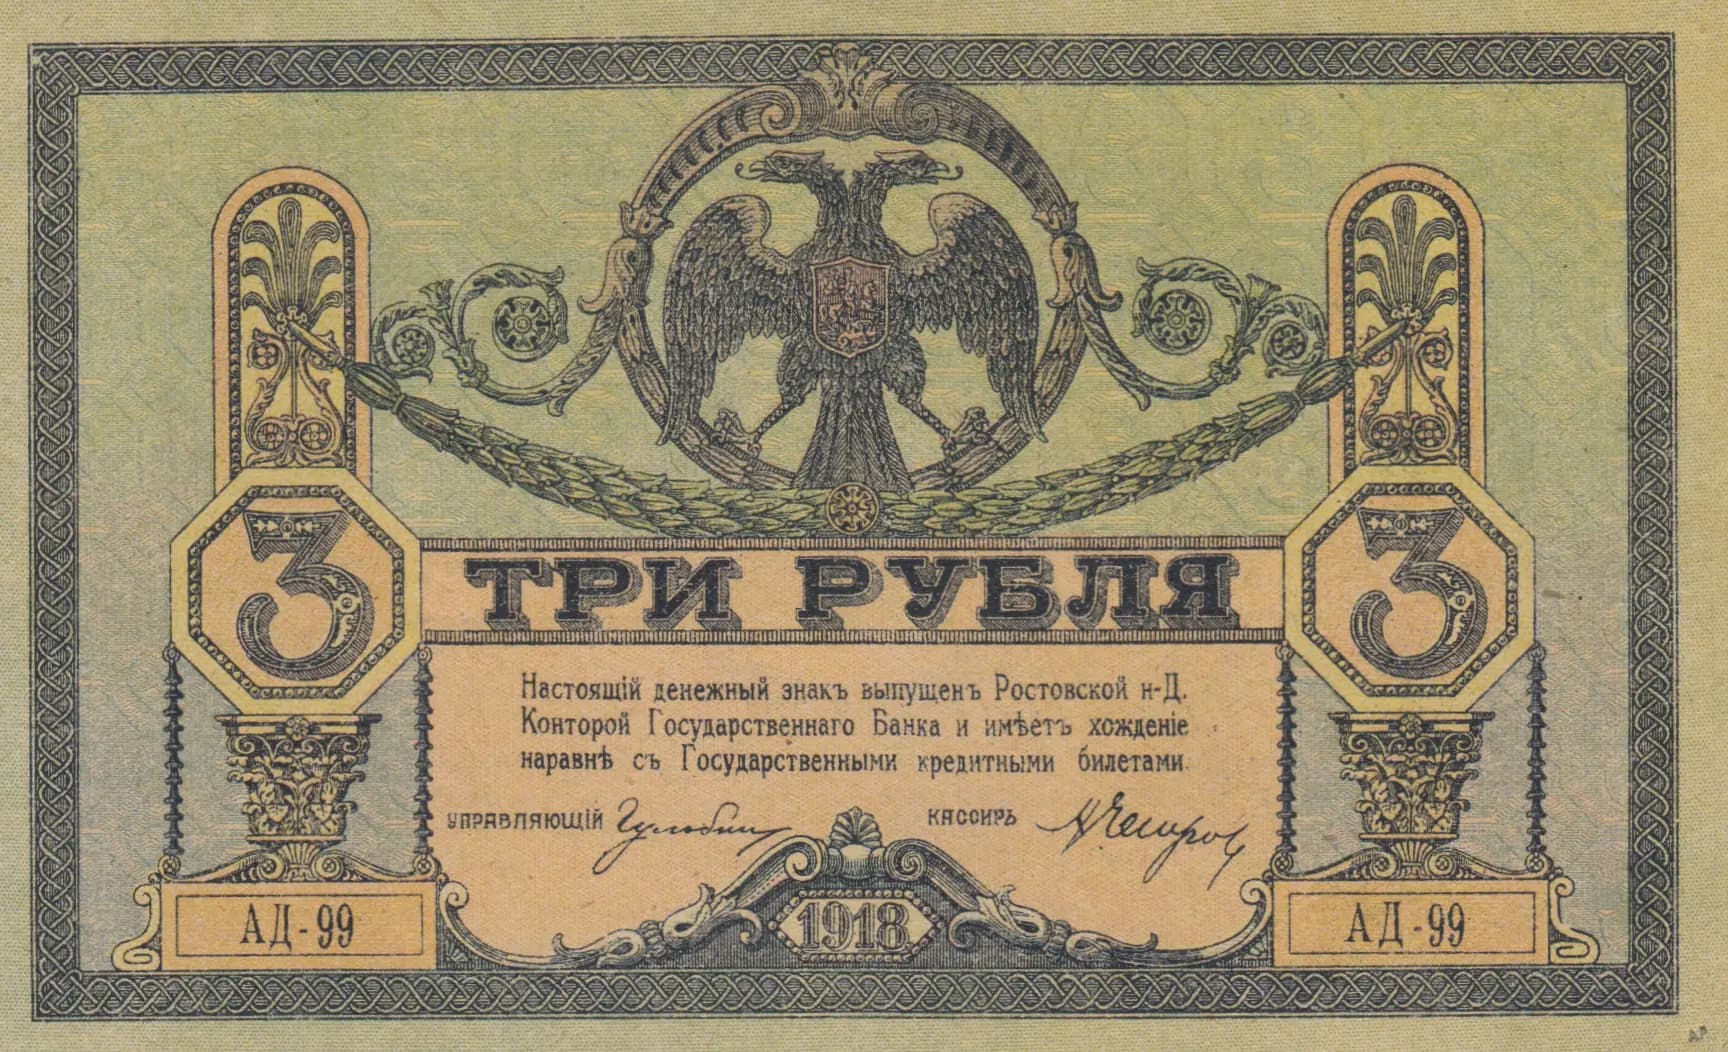 3
ТРИ РУБЛЯ
3
Настоящій денежный знакъ выпущенъ Ростовской н-Д.
Конторой Государственнаго Банка и имѣетъ хожденіе
наравнѣ съ Государственными кредитными билетами.
УПРАВЛЯЮЩІЙ
КАССИРЪ
АД-99
1918
АД-99